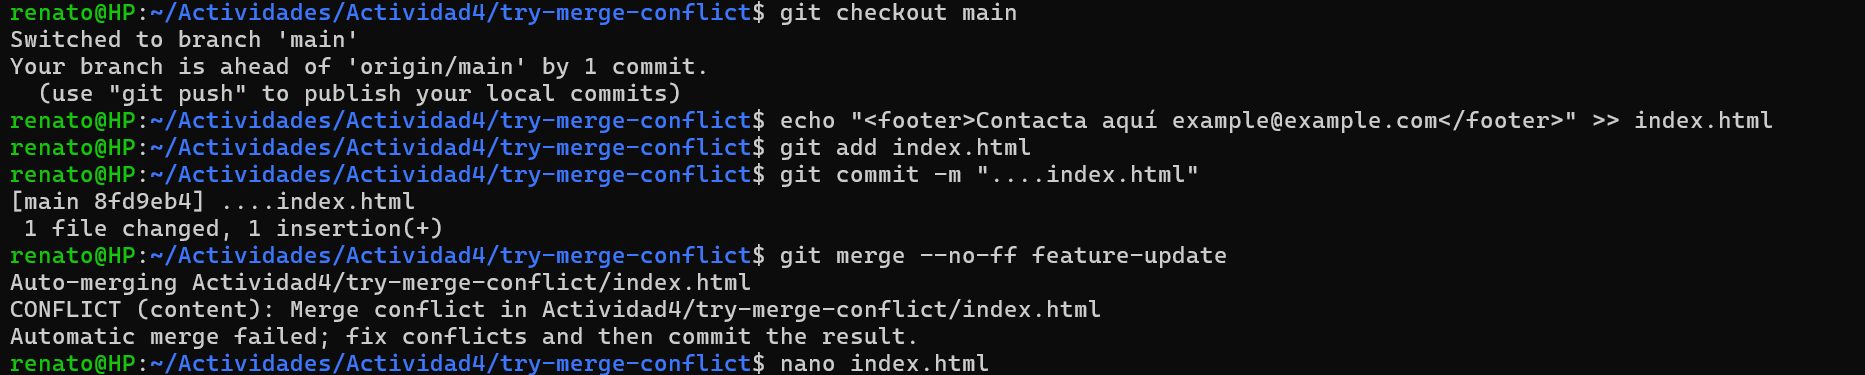 renato@HP:~/Actividades/Actividad4/try-merge-conflict$ git checkout main
Switched to branch 'main'
Your branch is ahead of 'origin/main' by 1 commit.
  (use "git push" to publish your local commits)
renato@HP:~/Actividades/Actividad4/try-merge-conflict$ echo "<footer>Contacta aquí example@example.com</footer>" >> index.html
renato@HP:~/Actividades/Actividad4/try-merge-conflict$ git add index.html
renato@HP:~/Actividades/Actividad4/try-merge-conflict$ git commit -m "....index.html"
[main 8fd9eb4] ....index.html
 1 file changed, 1 insertion(+)
renato@HP:~/Actividades/Actividad4/try-merge-conflict$ git merge --no-ff feature-update
Auto-merging Actividad4/try-merge-conflict/index.html
CONFLICT (content): Merge conflict in Actividad4/try-merge-conflict/index.html
Automatic merge failed; fix conflicts and then commit the result.
renato@HP:~/Actividades/Actividad4/try-merge-conflict$ nano index.html